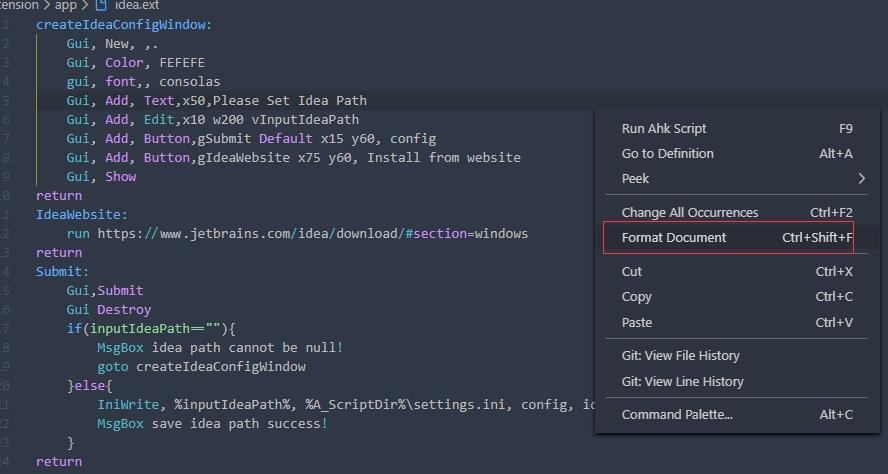 tension > app > idea.ext
1 createIdeaConfigWindow:
2 Gui, New, ,.
3 Gui, Color, FEFEFE
4 gui, font,, consolas
5 Gui, Add, Text,x50,Please Set Idea Path
6 Gui, Add, Edit,x10 w200 vInputIdeaPath
7 Gui, Add, Button,gSubmit Default x15 y60, config
8 Gui, Add, Button,gIdeaWebsite x75 y60, Install from website
9 Gui, Show
10 return
11 IdeaWebsite:
12 run https://www.jetbrains.com/idea/download/#section=windows
13 return
14 Submit:
15 Gui,Submit
16 Gui Destroy
17 if(inputIdeaPath==""){
18 MsgBox idea path cannot be null!
19 goto createIdeaConfigWindow
20 }else{
21 IniWrite, %inputIdeaPath%, %A_ScriptDir%\settings.ini, config, ic
22 MsgBox save idea path success!
23 }
24 return
Run Ahk Script F9
Go to Definition Alt+A
Peek >
Change All Occurrences Ctrl+F2
Format Document Ctrl+Shift+F
Cut Ctrl+X
Copy Ctrl+C
Paste Ctrl+V
Git: View File History
Git: View Line History
Command Palette... Alt+C